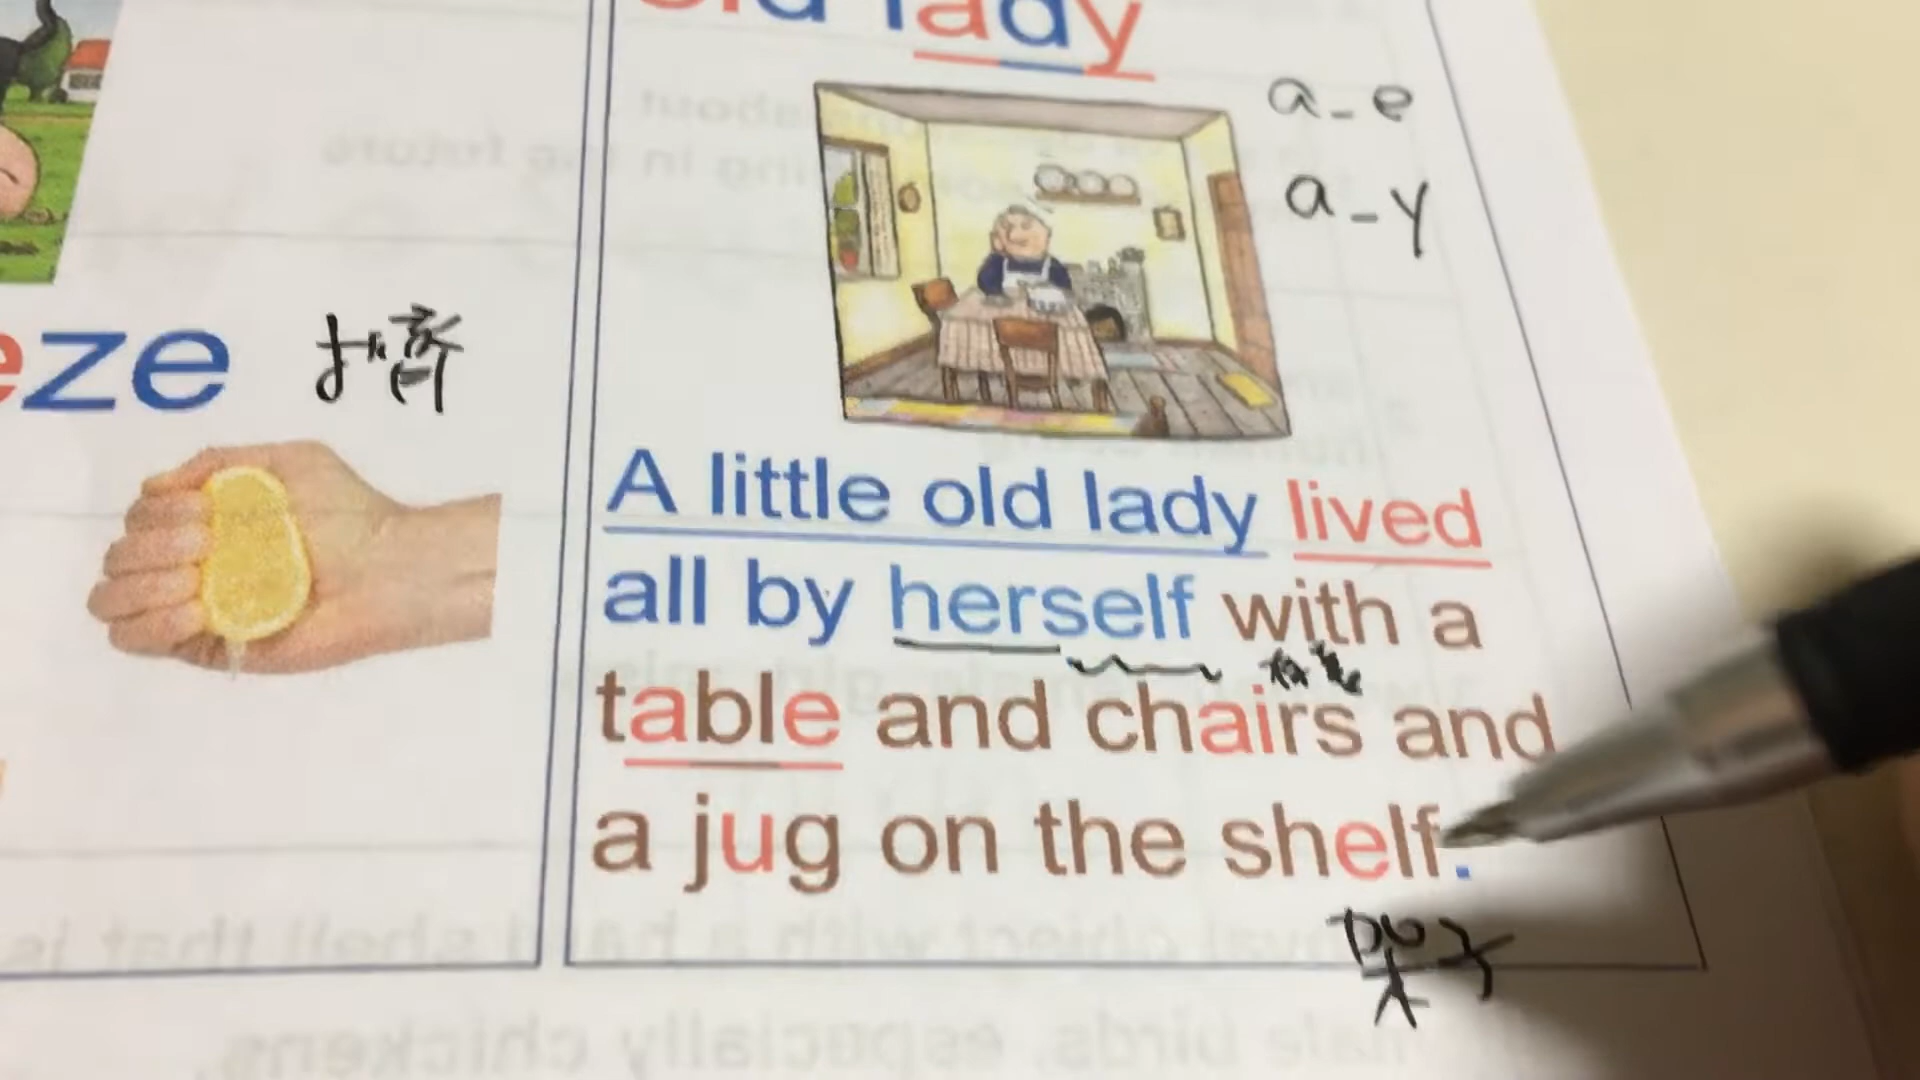 old lady
a_e
a_y
eze 擠
A little old lady lived
all by herself with a
table and chairs and
a jug on the shelf.
架子